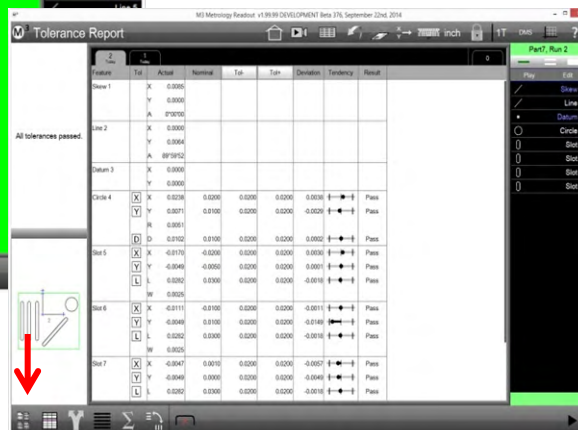 Line 5
M3 Metrology Readout v1.99.99 DEVELOPMENT Beta 376, September 22nd, 2014
M3 Tolerance Report
inch
1T
DMS
?
2
Today
1
Today
0
Part7, Run 2
Feature Tol Actual Nominal Tol- Tol+ Deviation Tendency Result
Play Edit
Skew 1 X 0.0085
Y 0.0000
A 0°00'00
Line 2 X 0.0000
Y 0.0064
A 89°59'52
Datum 3 X 0.0000
Y 0.0000
Circle 4 X X 0.0238 0.0200 0.0200 0.0200 0.0038 Pass
Y Y 0.0071 0.0100 0.0200 0.0200 -0.0029 Pass
R 0.0051
D D 0.0102 0.0100 0.0200 0.0200 0.0002 Pass
Slot 5 X X -0.0170 -0.0200 0.0200 0.0200 0.0030 Pass
Y Y -0.0049 -0.0050 0.0200 0.0200 0.0001 Pass
L L 0.0282 0.0300 0.0200 0.0200 -0.0018 Pass
W 0.0025
Slot 6 X X -0.0111 -0.0100 0.0200 0.0200 -0.0011 Pass
Y Y -0.0049 0.0100 0.0200 0.0200 -0.0149 Pass
L L 0.0282 0.0300 0.0200 0.0200 -0.0018 Pass
W 0.0025
Slot 7 X X -0.0047 0.0010 0.0200 0.0200 -0.0057 Pass
Y Y -0.0049 0.0000 0.0200 0.0200 -0.0049 Pass
L L 0.0282 0.0300 0.0200 0.0200 -0.0018 Pass
All tolerances passed.
Skew
Line
Datum
Circle
Slot
Slot
Slot
Slot